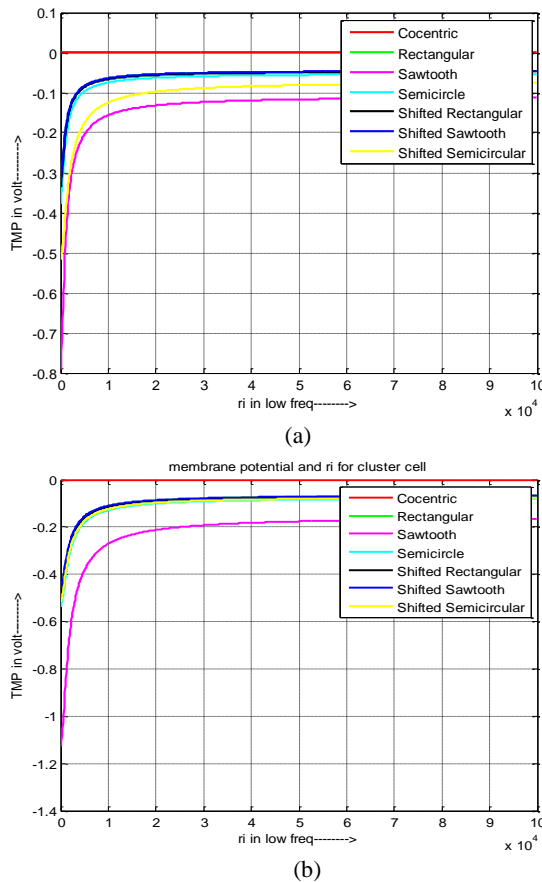 0.1
0
-0.1
-0.2
-0.3
-0.4
-0.5
-0.6
-0.7
-0.8
TMP in volt--------->
Cocentric
Rectangular
Sawtooth
Semicircle
Shifted Rectangular
Shifted Sawtooth
Shifted Semicircular
0 1 2 3 4 5 6 7 8 9 10
x 10^4
ri in low freq-------->
(a)
membrane potential and ri for cluster cell
0
-0.2
-0.4
-0.6
-0.8
-1
-1.2
-1.4
TMP in volt--------->
Cocentric
Rectangular
Sawtooth
Semicircle
Shifted Rectangular
Shifted Sawtooth
Shifted Semicircular
0 1 2 3 4 5 6 7 8 9 10
x 10^4
ri in low freq-------->
(b)